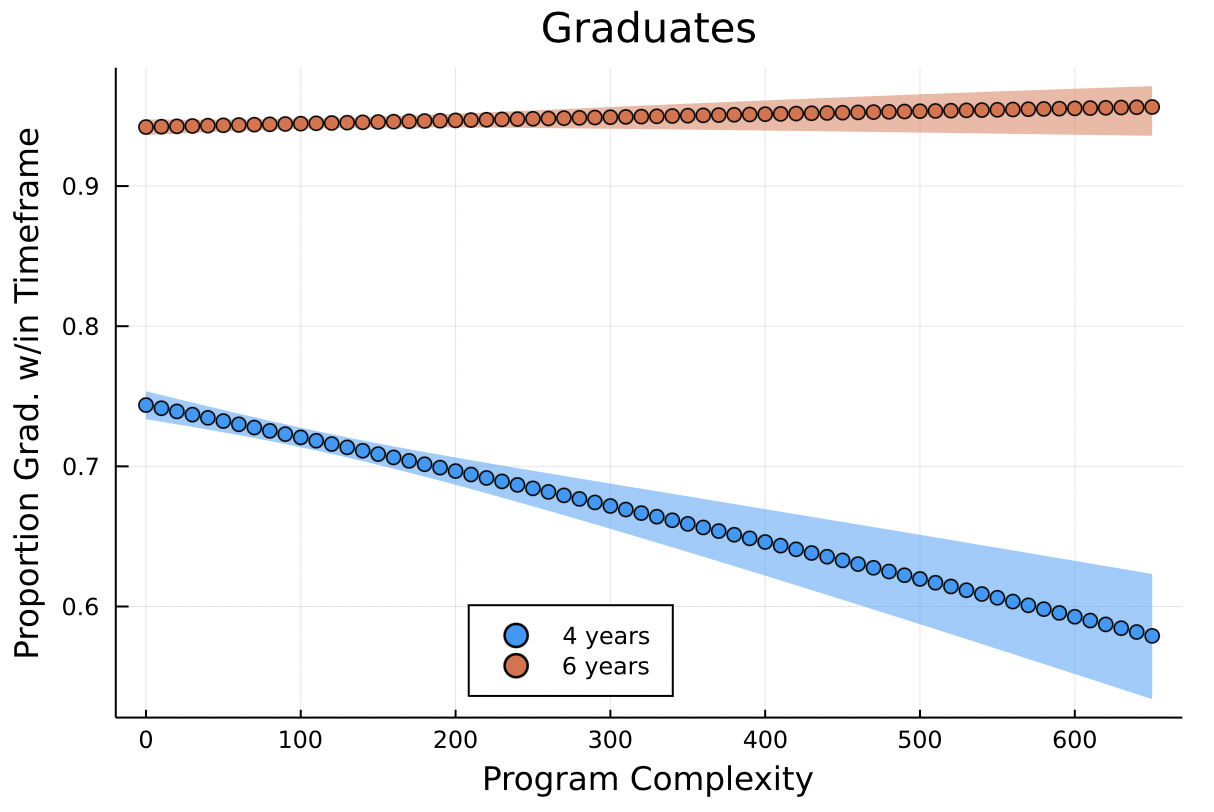 Graduates
Proportion Grad. w/in Timeframe
0.9
0.8
0.7
0.6
4 years
6 years
0 100 200 300 400 500 600
Program Complexity